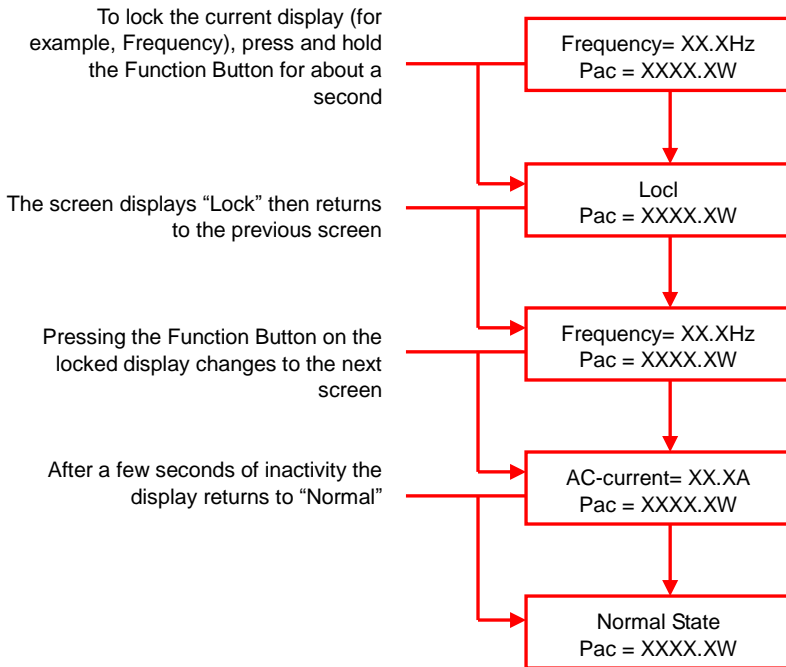 To lock the current display (for
example, Frequency), press and hold
the Function Button for about a
second
Frequency= XX.XHz
Pac = XXXX.XW
The screen displays “Lock” then returns
to the previous screen
Locl
Pac = XXXX.XW
Pressing the Function Button on the
locked display changes to the next
screen
Frequency= XX.XHz
Pac = XXXX.XW
After a few seconds of inactivity the
display returns to “Normal”
AC-current= XX.XA
Pac = XXXX.XW
Normal State
Pac = XXXX.XW